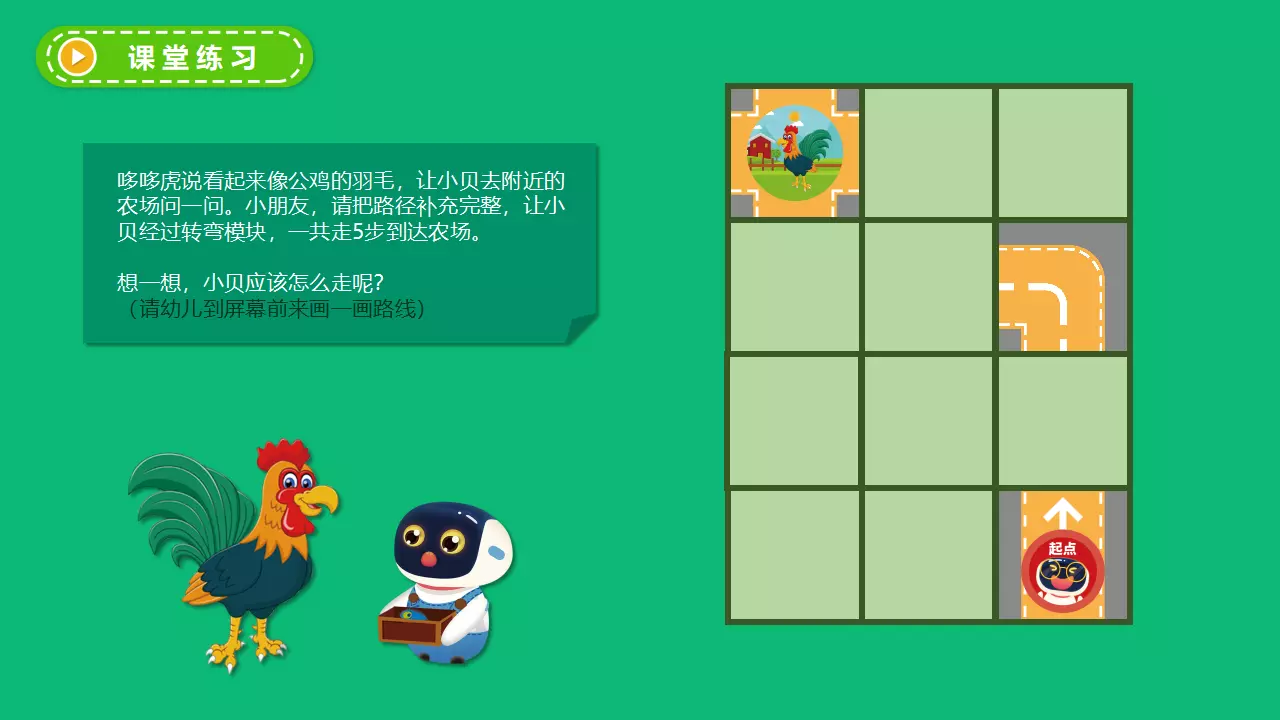 课堂练习
哆哆虎说看起来像公鸡的羽毛，让小贝去附近的
农场问一问。小朋友，请把路径补充完整，让小
贝经过转弯模块，一共走5步到达农场。
想一想，小贝应该怎么走呢？
（请幼儿到屏幕前来画一画路线）
起点